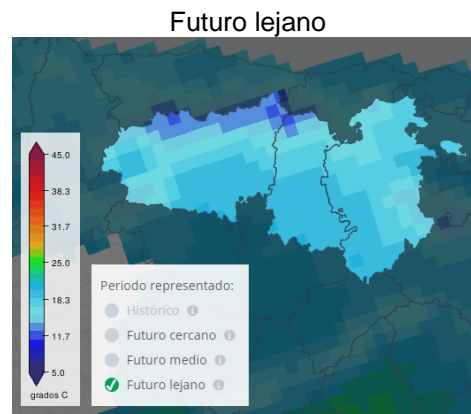 Futuro lejano
45.0
38.3
31.7
25.0
18.3
11.7
5.0
grados C
Periodo representado:
Histórico
Futuro cercano
Futuro medio
Futuro lejano